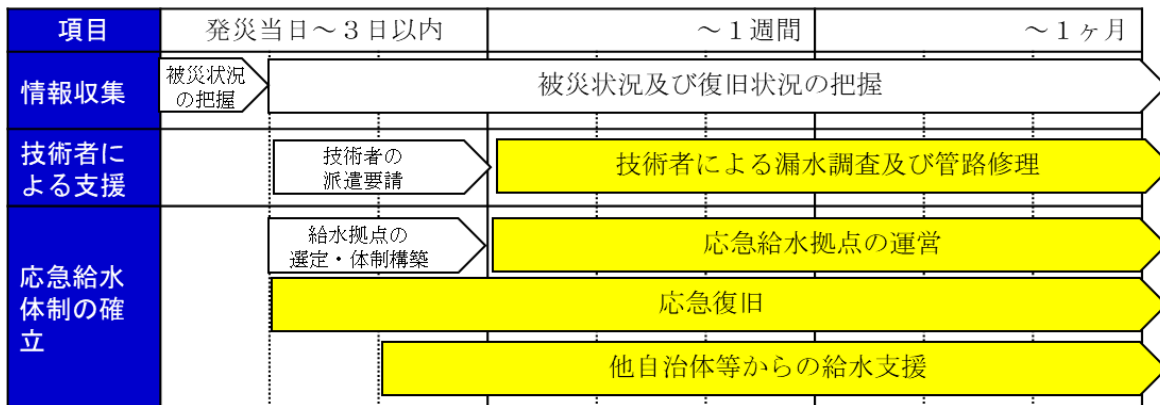 項目
発災当日～３日以内
～１週間
～１ヶ月
情報収集
被災状況
の把握
被災状況及び復旧状況の把握
技術者に
よる支援
技術者の
派遣要請
技術者による漏水調査及び管路修理
応急給水
体制の確
立
給水拠点の
選定・体制構築
応急給水拠点の運営
応急復旧
他自治体等からの給水支援